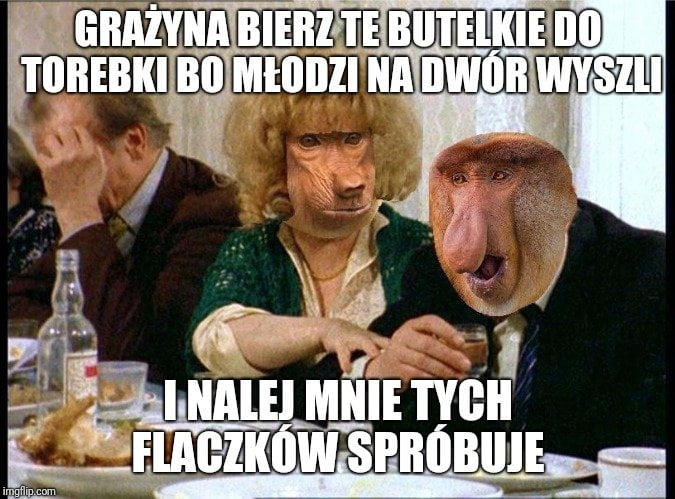 GRAŻYNA BIERZ TE BUTELKIE DO
TOREBKI BO MŁODZI NA DWÓR WYSZLI
I NALEJ MNIE TYCH
FLACZKÓW SPRÓBUJE
imgflip.com